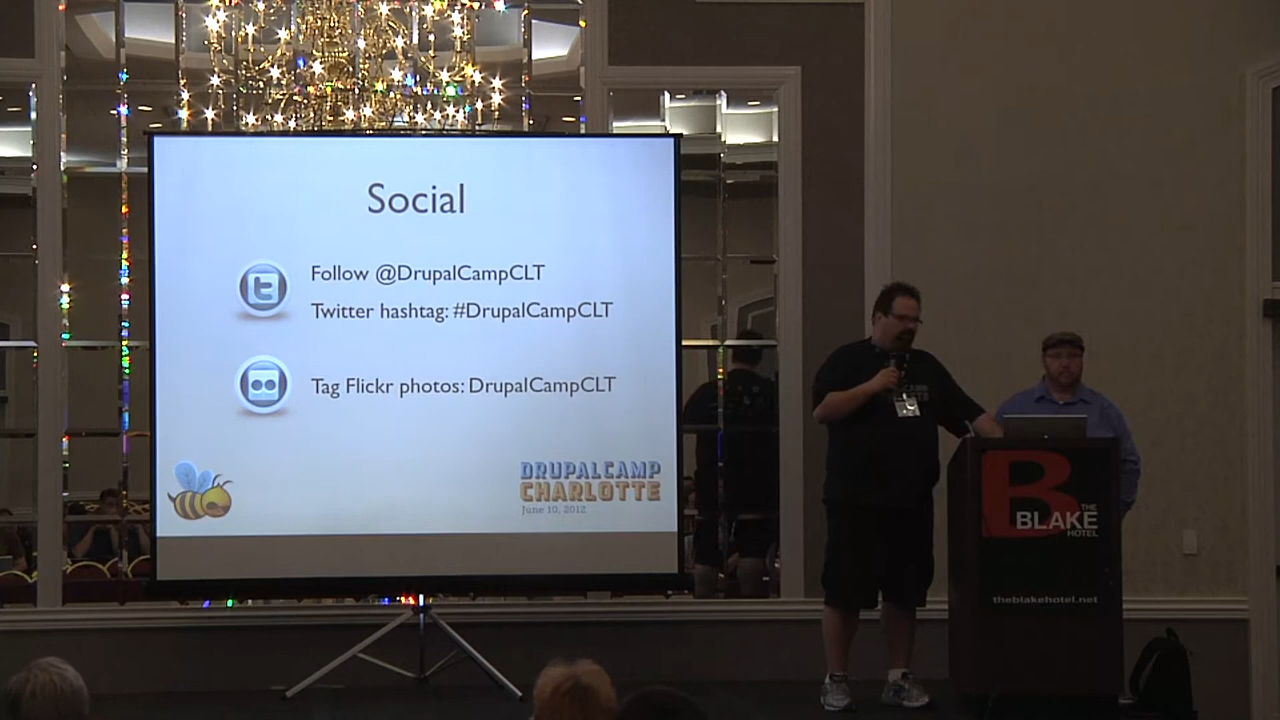 Social
Follow @DrupalCampCLT
Twitter hashtag: #DrupalCampCLT
Tag Flickr photos: DrupalCampCLT
DRUPALCAMP
CHARLOTTE
June 10, 2012
B
THE
BLAKE
HOTEL
theblakehotel.net